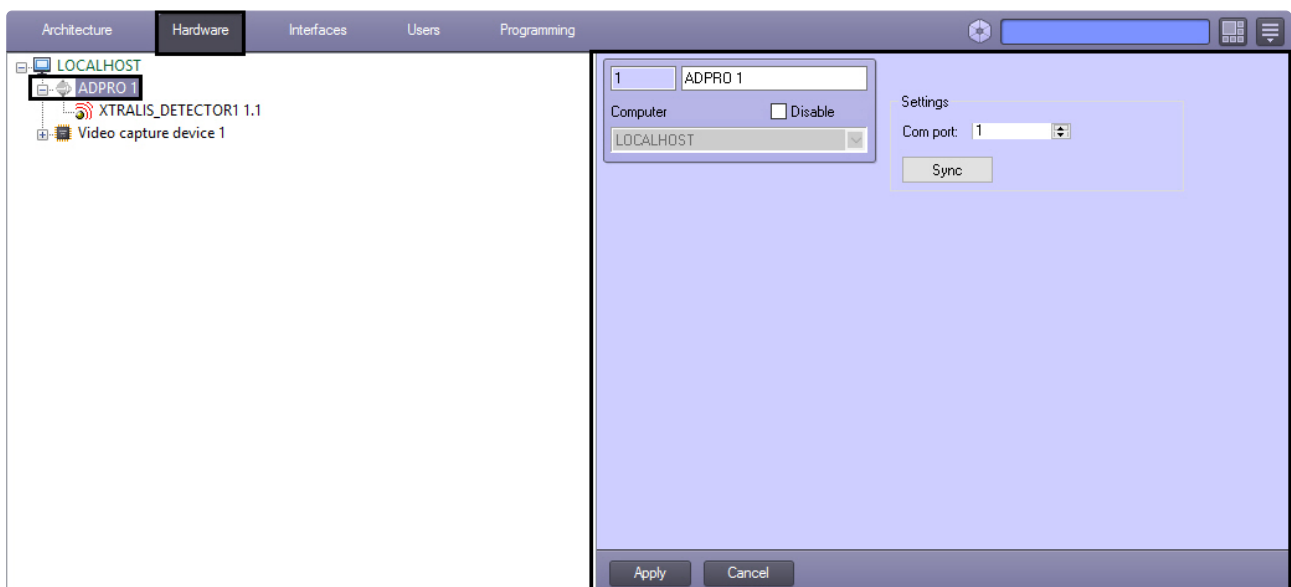 Architecture Hardware Interfaces Users Programming
LOCALHOST
ADPRO 1
XTRALIS_DETECTOR1 1.1
Video capture device 1
1 ADPRO 1
Computer Disable
LOCALHOST
Settings
Com port: 1
Sync
Apply Cancel